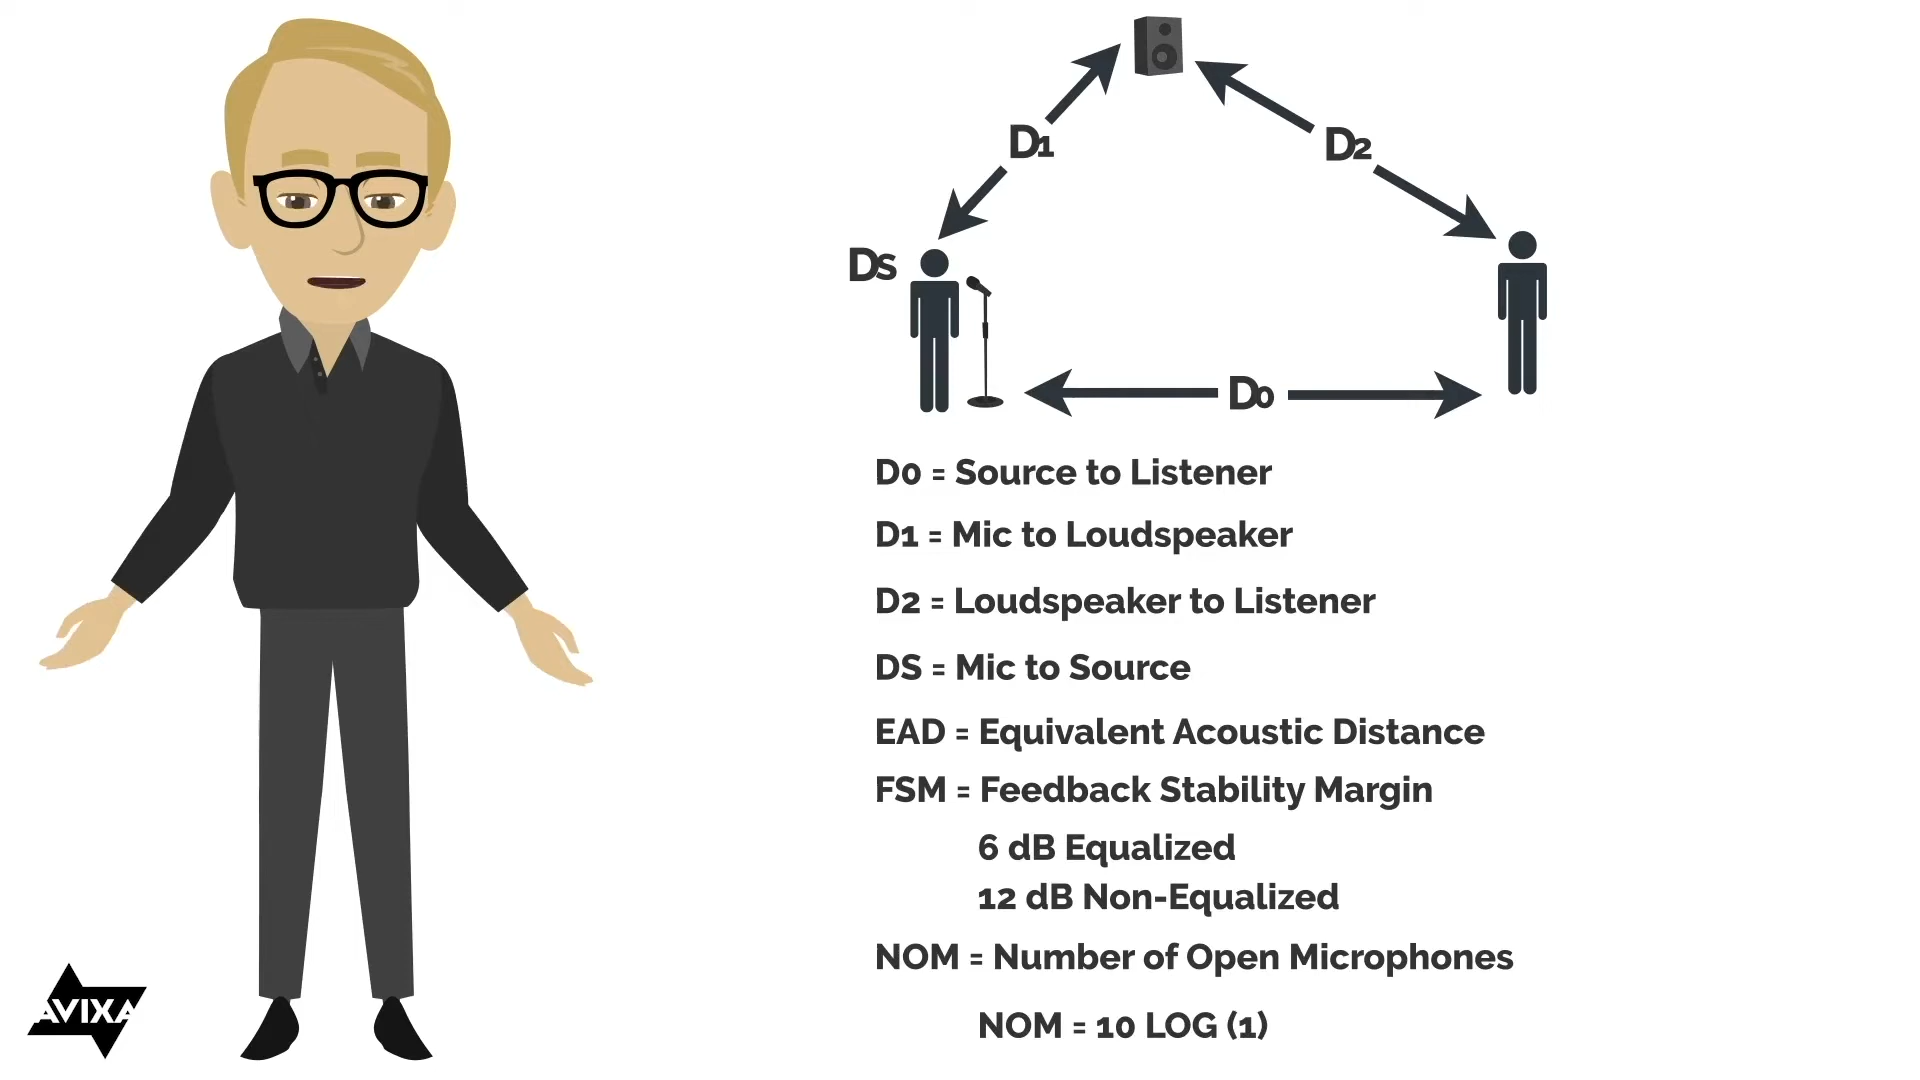 D1
D2
Ds
D0
D0 = Source to Listener
D1 = Mic to Loudspeaker
D2 = Loudspeaker to Listener
DS = Mic to Source
EAD = Equivalent Acoustic Distance
FSM = Feedback Stability Margin
6 dB Equalized
12 dB Non-Equalized
NOM = Number of Open Microphones
NOM = 10 LOG (1)
AVIXA